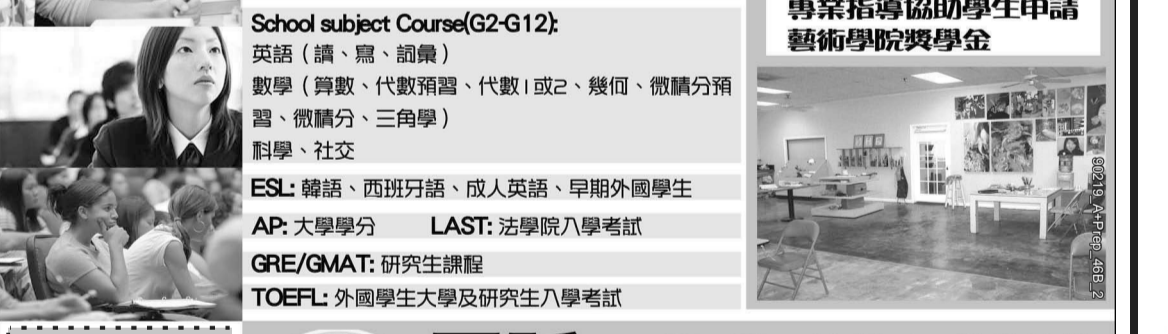 School subject Course(G2-G12):
英語（讀、寫、詞彙）
數學（算數、代數預習、代數1或2、幾何、微積分預
習、微積分、三角學）
科學、社交
ESL: 韓語、西班牙語、成人英語、早期外國學生
AP: 大學學分 LAST: 法學院入學考試
GRE/GMAT: 研究生課程
TOEFL: 外國學生大學及研究生入學考試
專業指導協助學生申請
藝術學院獎學金
90219_A+Prep_46B_2